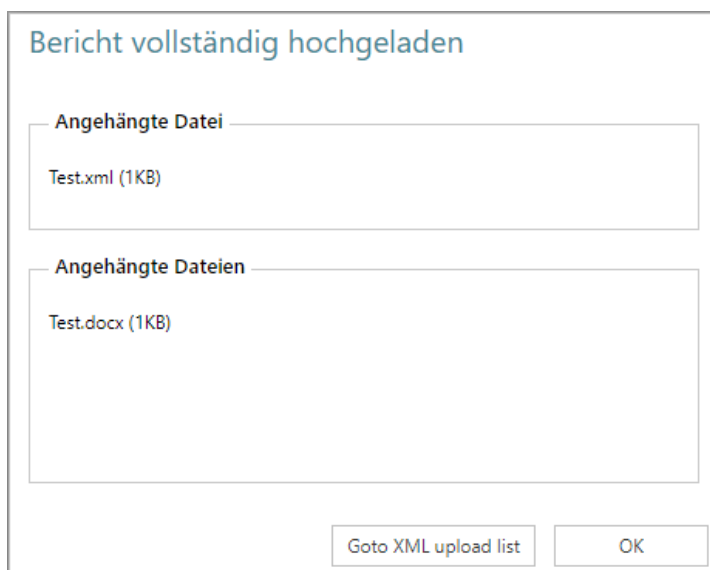 Bericht vollständig hochgeladen
Angehängte Datei
Test.xml (1KB)
Angehängte Dateien
Test.docx (1KB)
Goto XML upload list
OK